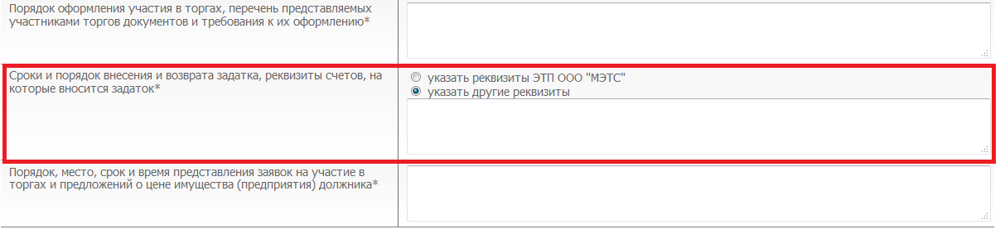 Порядок оформления участия в торгах, перечень представляемых
участниками торгов документов и требования к их оформлению*
Сроки и порядок внесения и возврата задатка, реквизиты счетов, на
которые вносится задаток*
указать реквизиты ЭТП ООО "МЭТС"
указать другие реквизиты
Порядок, место, срок и время представления заявок на участие в
торгах и предложений о цене имущества (предприятия) должника*